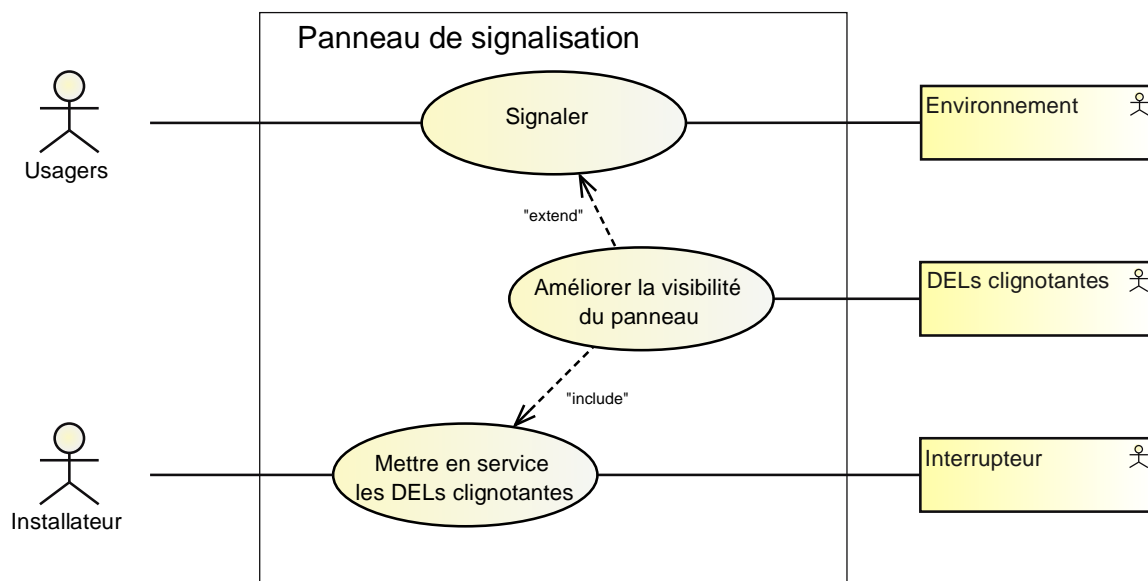 Panneau de signalisation
Signaler
Environnement
Usagers
"extend"
Améliorer la visibilité
du panneau
DELs clignotantes
"include"
Mettre en service
les DELs clignotantes
Interrupteur
Installateur